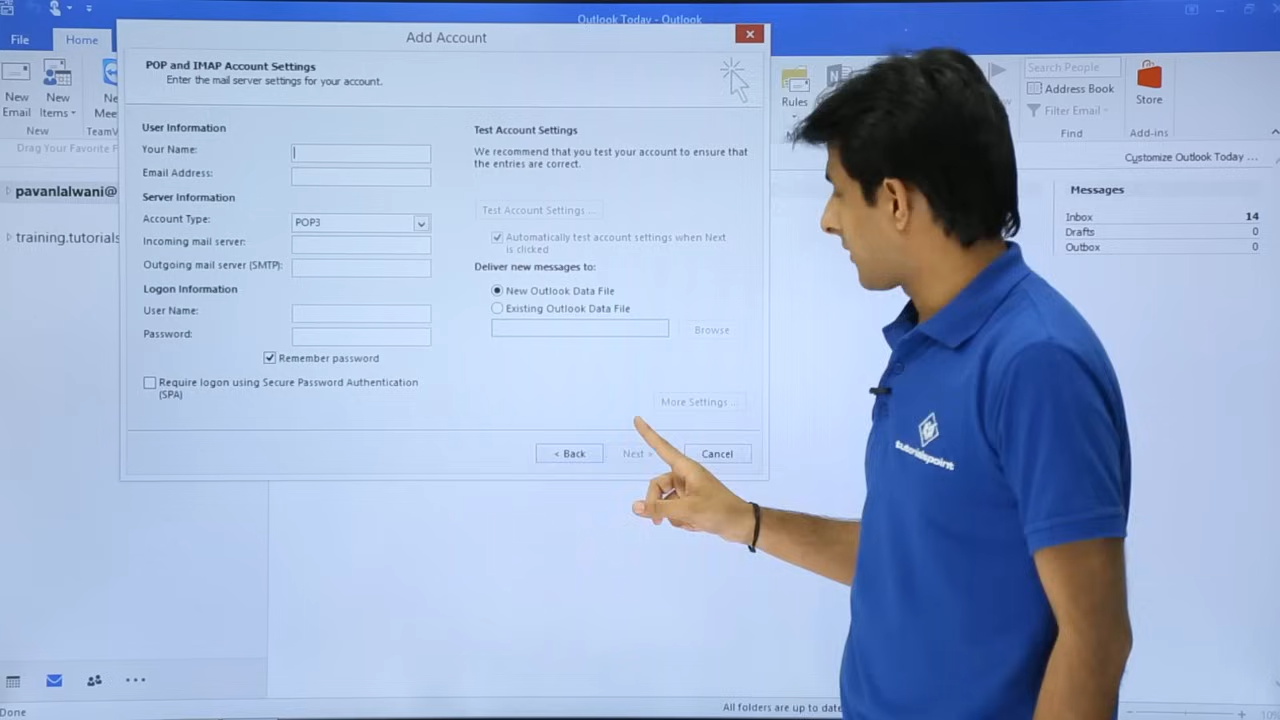 Outlook Today - Outlook
File
Home
Add Account
POP and IMAP Account Settings
Enter the mail server settings for your account.
New
Email
New
Items
Ne
Mee
New
TeamV
Drag Your Favorite F
pavanlalwani@
training.tutorials
User Information
Your Name:
Email Address:
Server Information
Account Type:
POP3
Incoming mail server:
Outgoing mail server (SMTP):
Logon Information
User Name:
Password:
Remember password
Require logon using Secure Password Authentication
(SPA)
Test Account Settings
We recommend that you test your account to ensure that
the entries are correct.
Test Account Settings ...
Automatically test account settings when Next
is clicked
Deliver new messages to:
New Outlook Data File
Existing Outlook Data File
Browse
More Settings ...
< Back
Next >
Cancel
Rules
Search People
Address Book
Filter Email
Find
Store
Add-ins
Customize Outlook Today ...
Messages
Inbox 14
Drafts 0
Outbox 0
tutorialspoint
Done
All folders are up to date